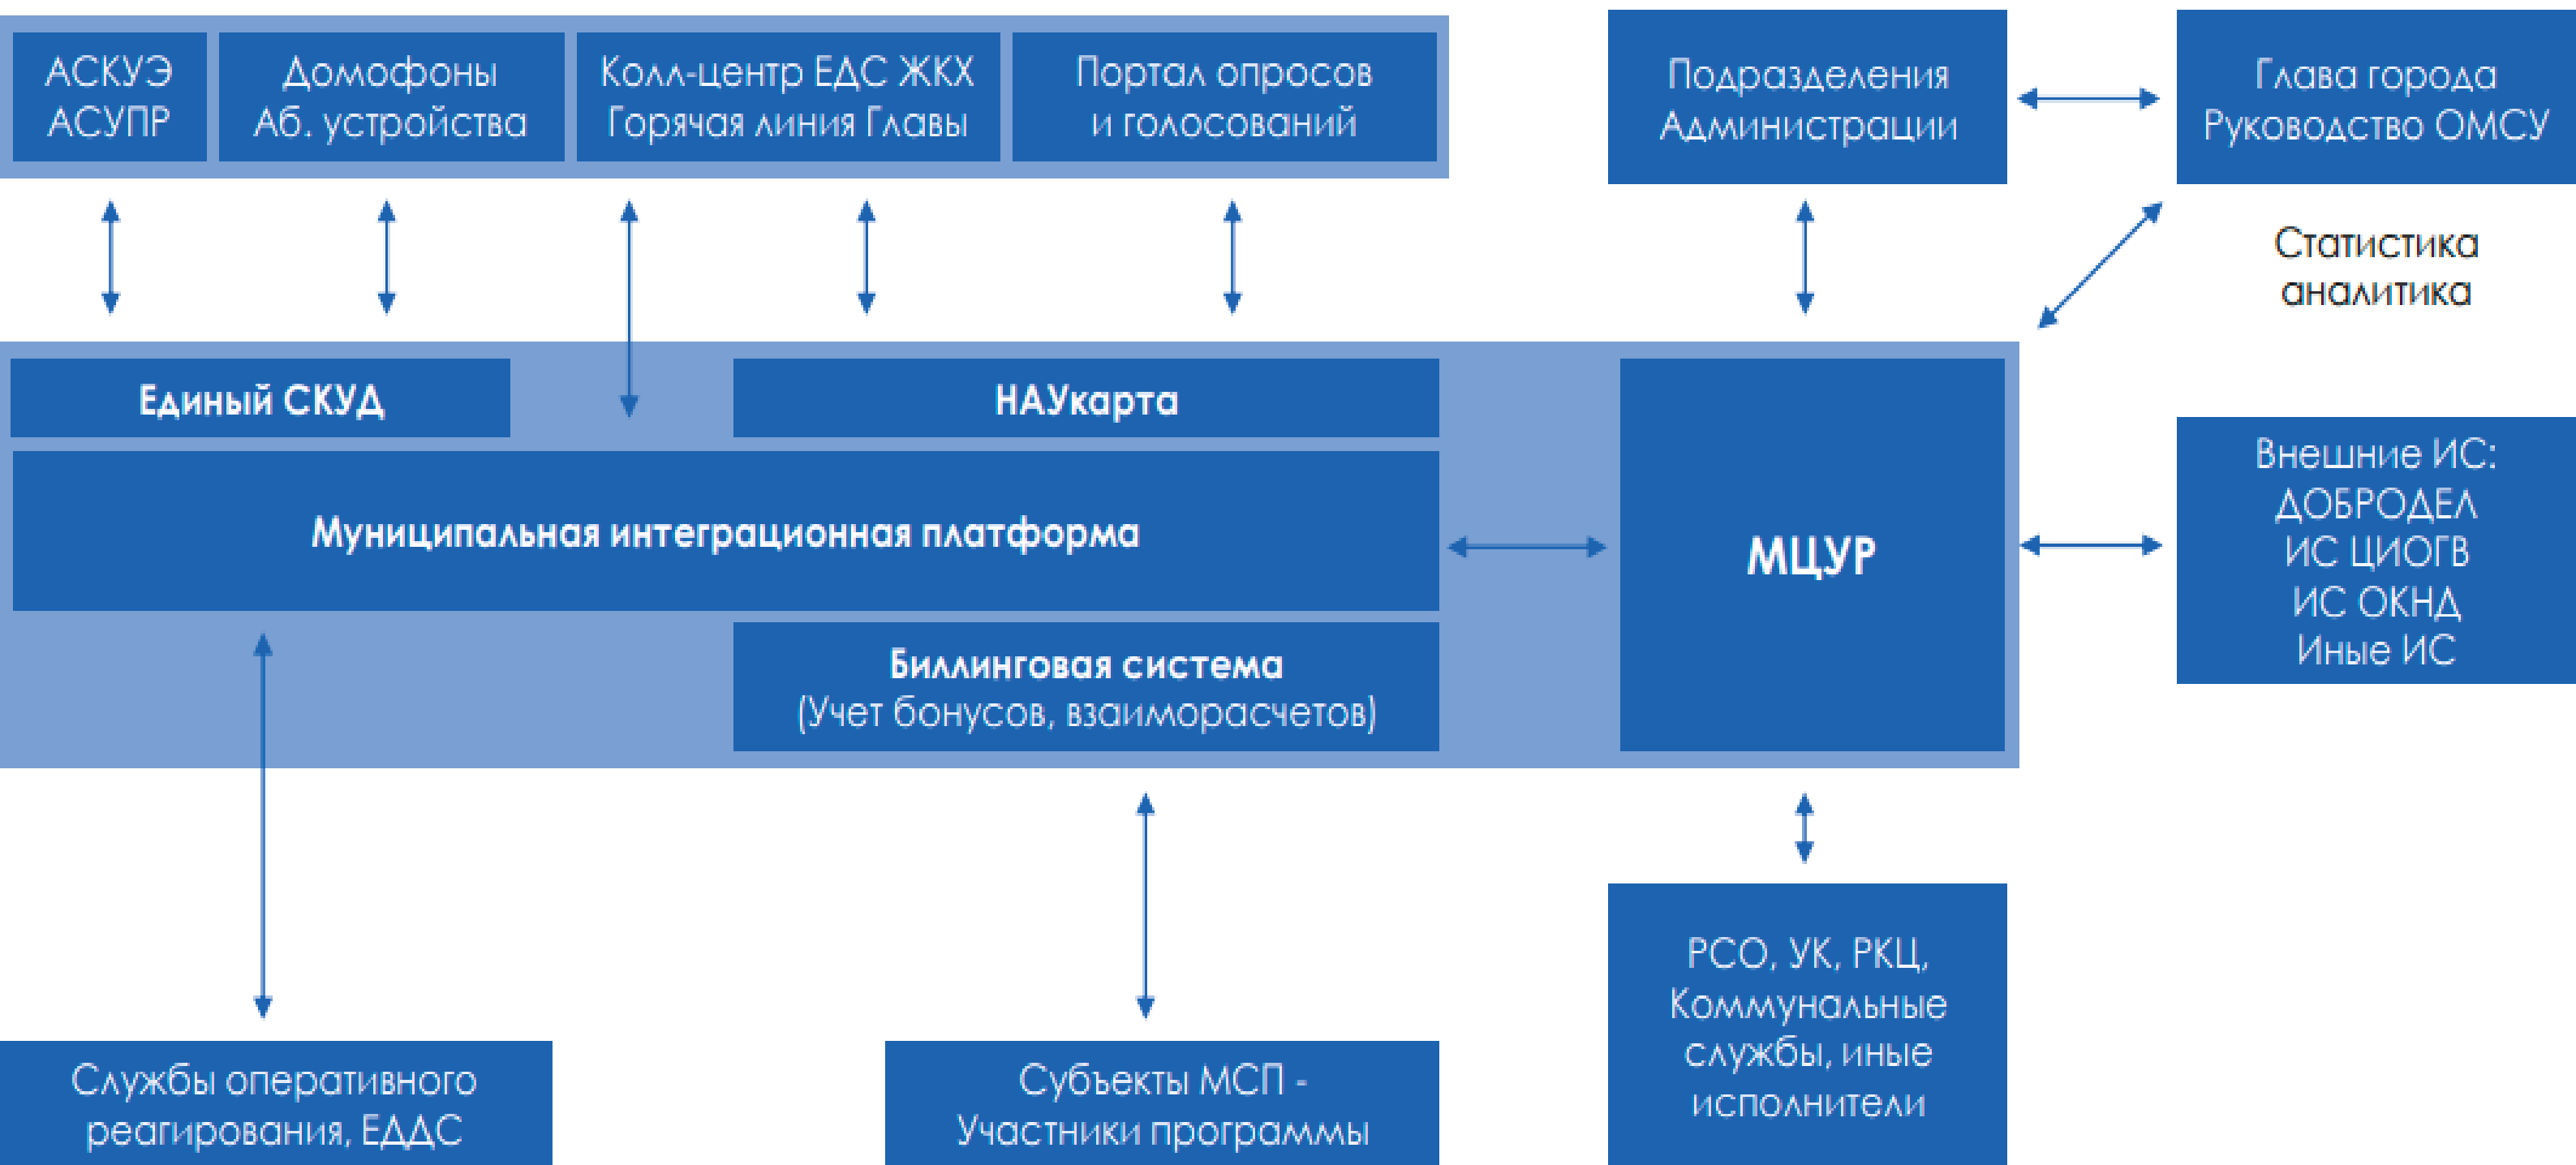 АСКУЭ
АСУПР
Домофоны
Аб. устройства
Колл-центр ЕДС ЖКХ
Горячая линия Главы
Портал опросов
и голосований
Подразделения
Администрации
Глава города
Руководство ОМСУ
Статистика
аналитика
Единый СКУД
НАУкарта
Муниципальная интеграционная платформа
Биллинговая система
(Учет бонусов, взаиморасчетов)
МЦУР
Внешние ИС:
ДОБРОДЕЛ
ИС ЦИОГВ
ИС ОКНД
Иные ИС
Службы оперативного
реагирования, ЕДДС
Субъекты МСП -
Участники программы
РСО, УК, РКЦ,
Коммунальные
службы, иные
исполнители